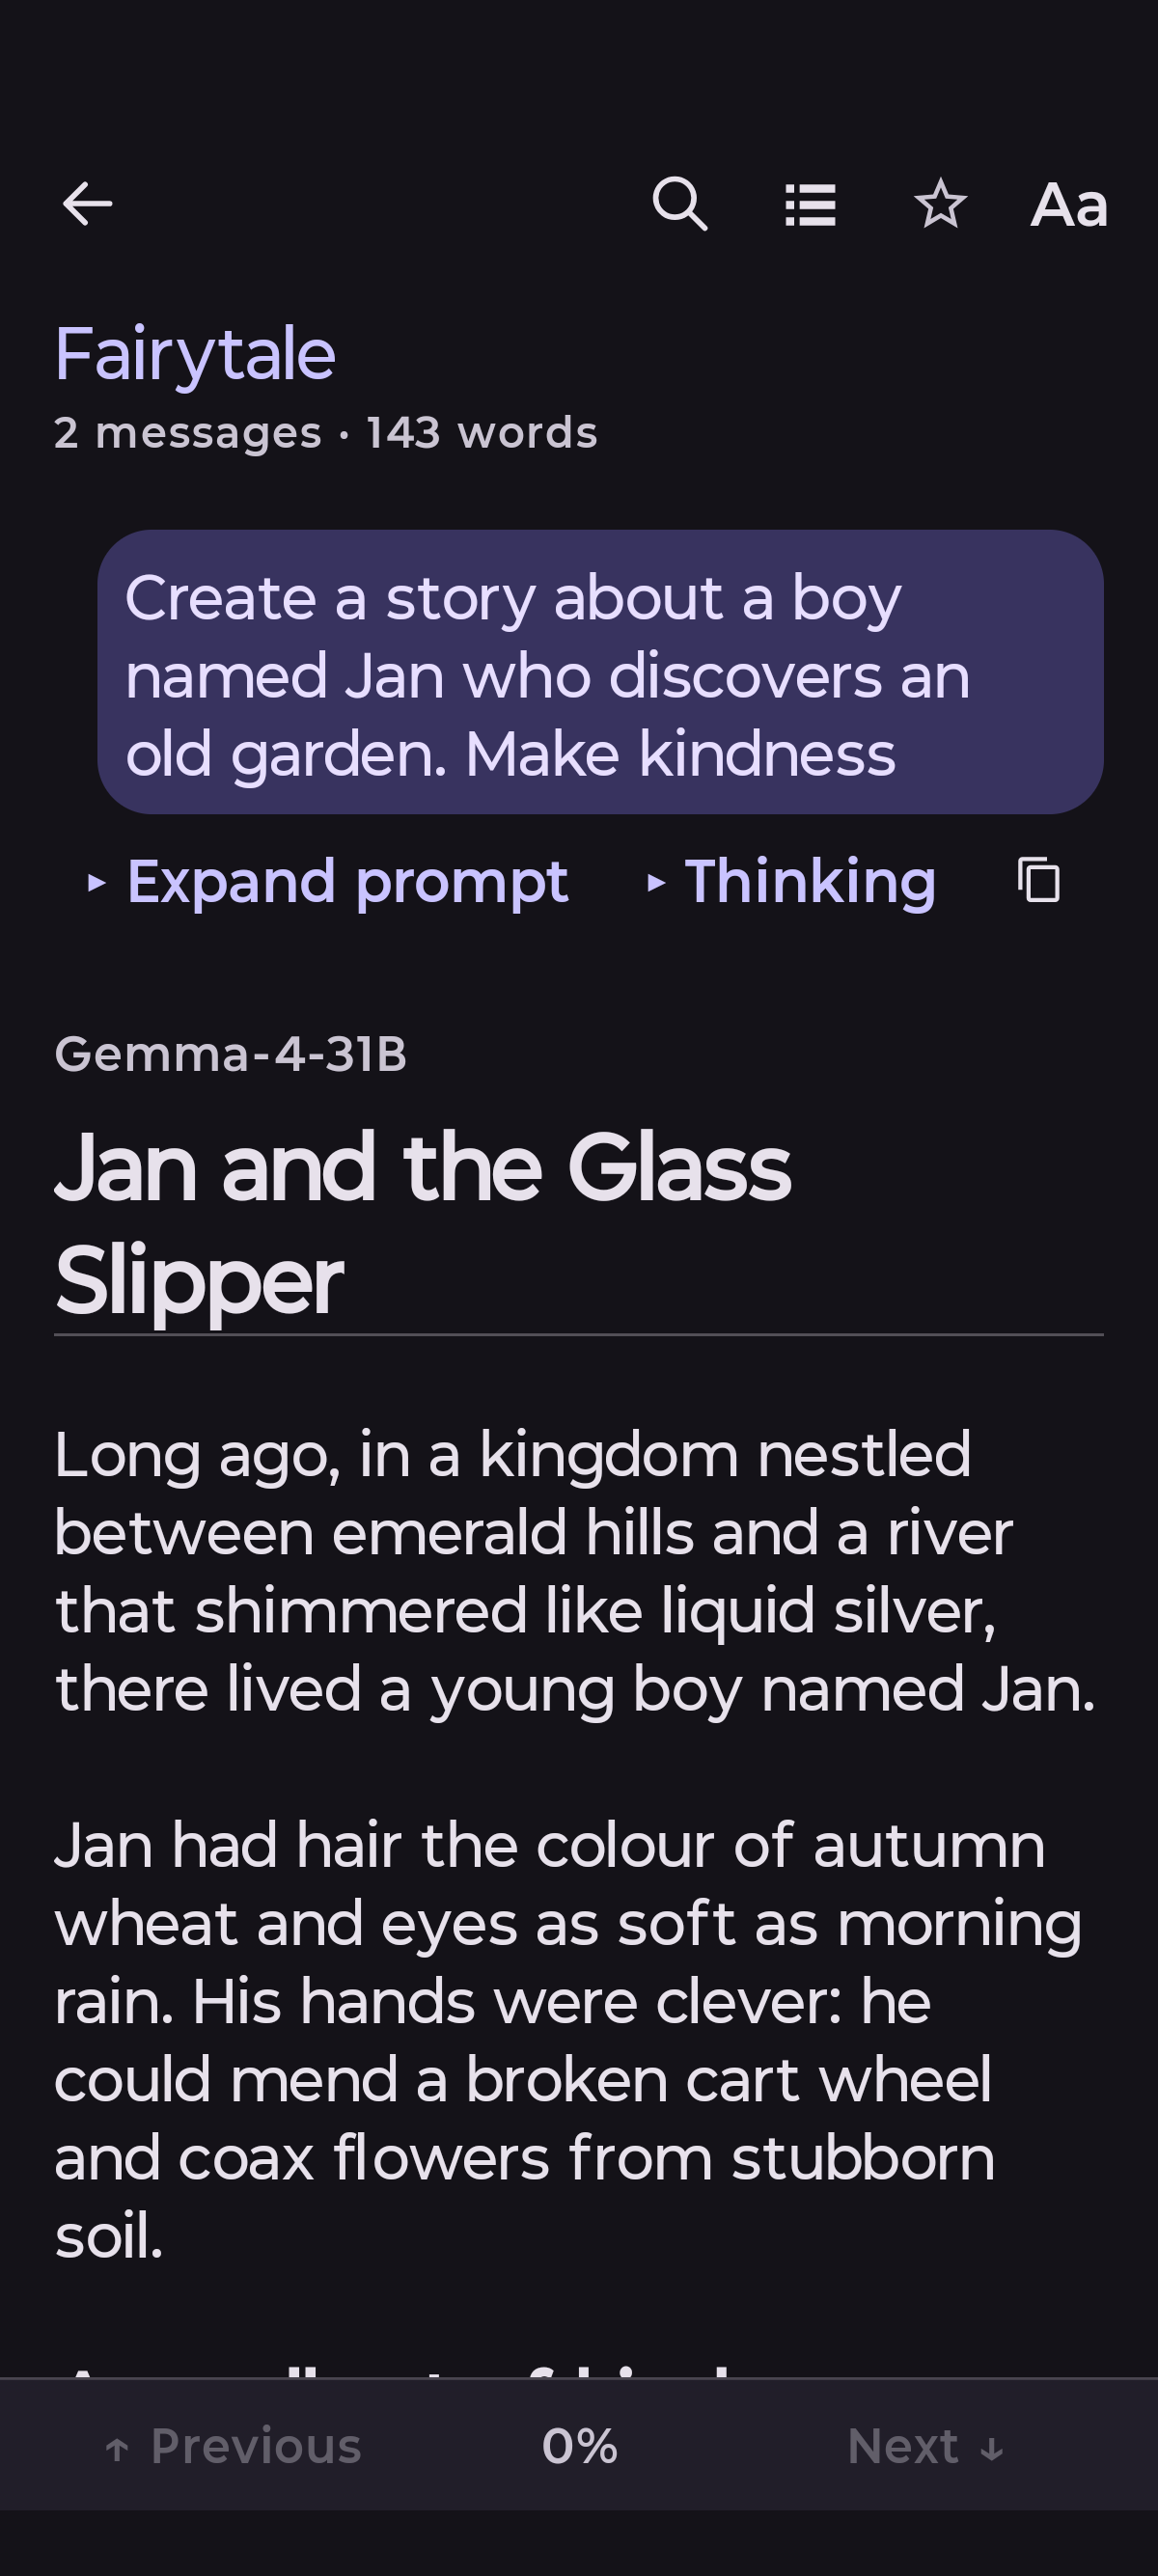 Aa
Fairytale
2 messages · 143 words
Create a story about a boy
named Jan who discovers an
old garden. Make kindness
▸ Expand prompt ▸ Thinking
Gemma-4-31B
Jan and the Glass
Slipper
Long ago, in a kingdom nestled
between emerald hills and a river
that shimmered like liquid silver,
there lived a young boy named Jan.
Jan had hair the colour of autumn
wheat and eyes as soft as morning
rain. His hands were clever: he
could mend a broken cart wheel
and coax flowers from stubborn
soil.
↑ Previous 0% Next ↓